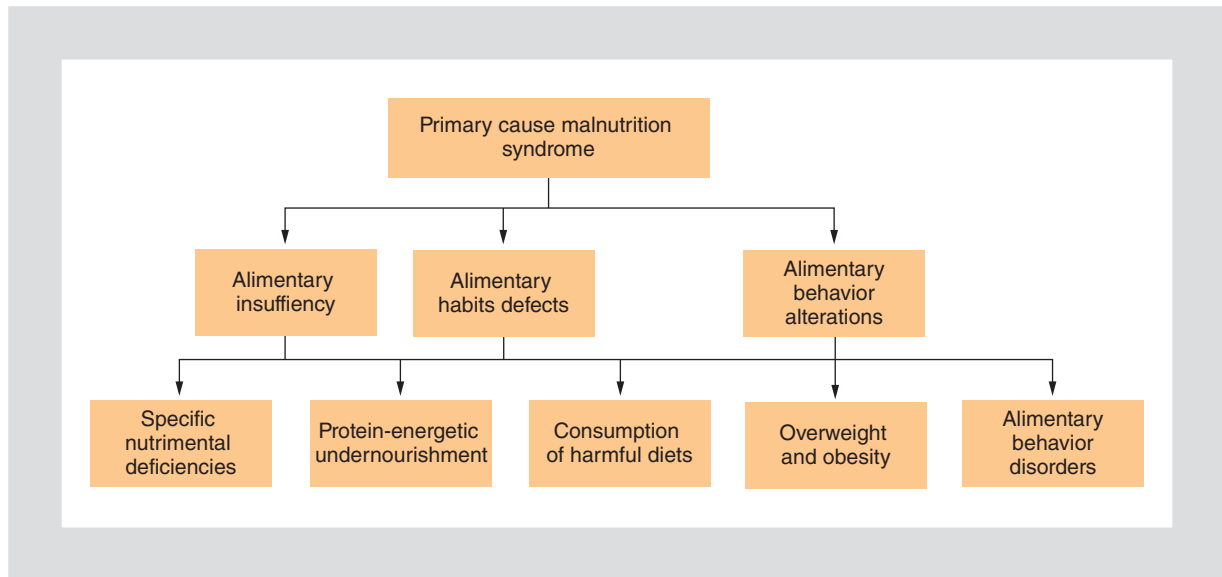 Primary cause malnutrition
syndrome
Alimentary
insuffiency
Alimentary
habits defects
Alimentary
behavior
alterations
Specific
nutrimental
deficiencies
Protein-energetic
undernourishment
Consumption
of harmful diets
Overweight
and obesity
Alimentary
behavior
disorders